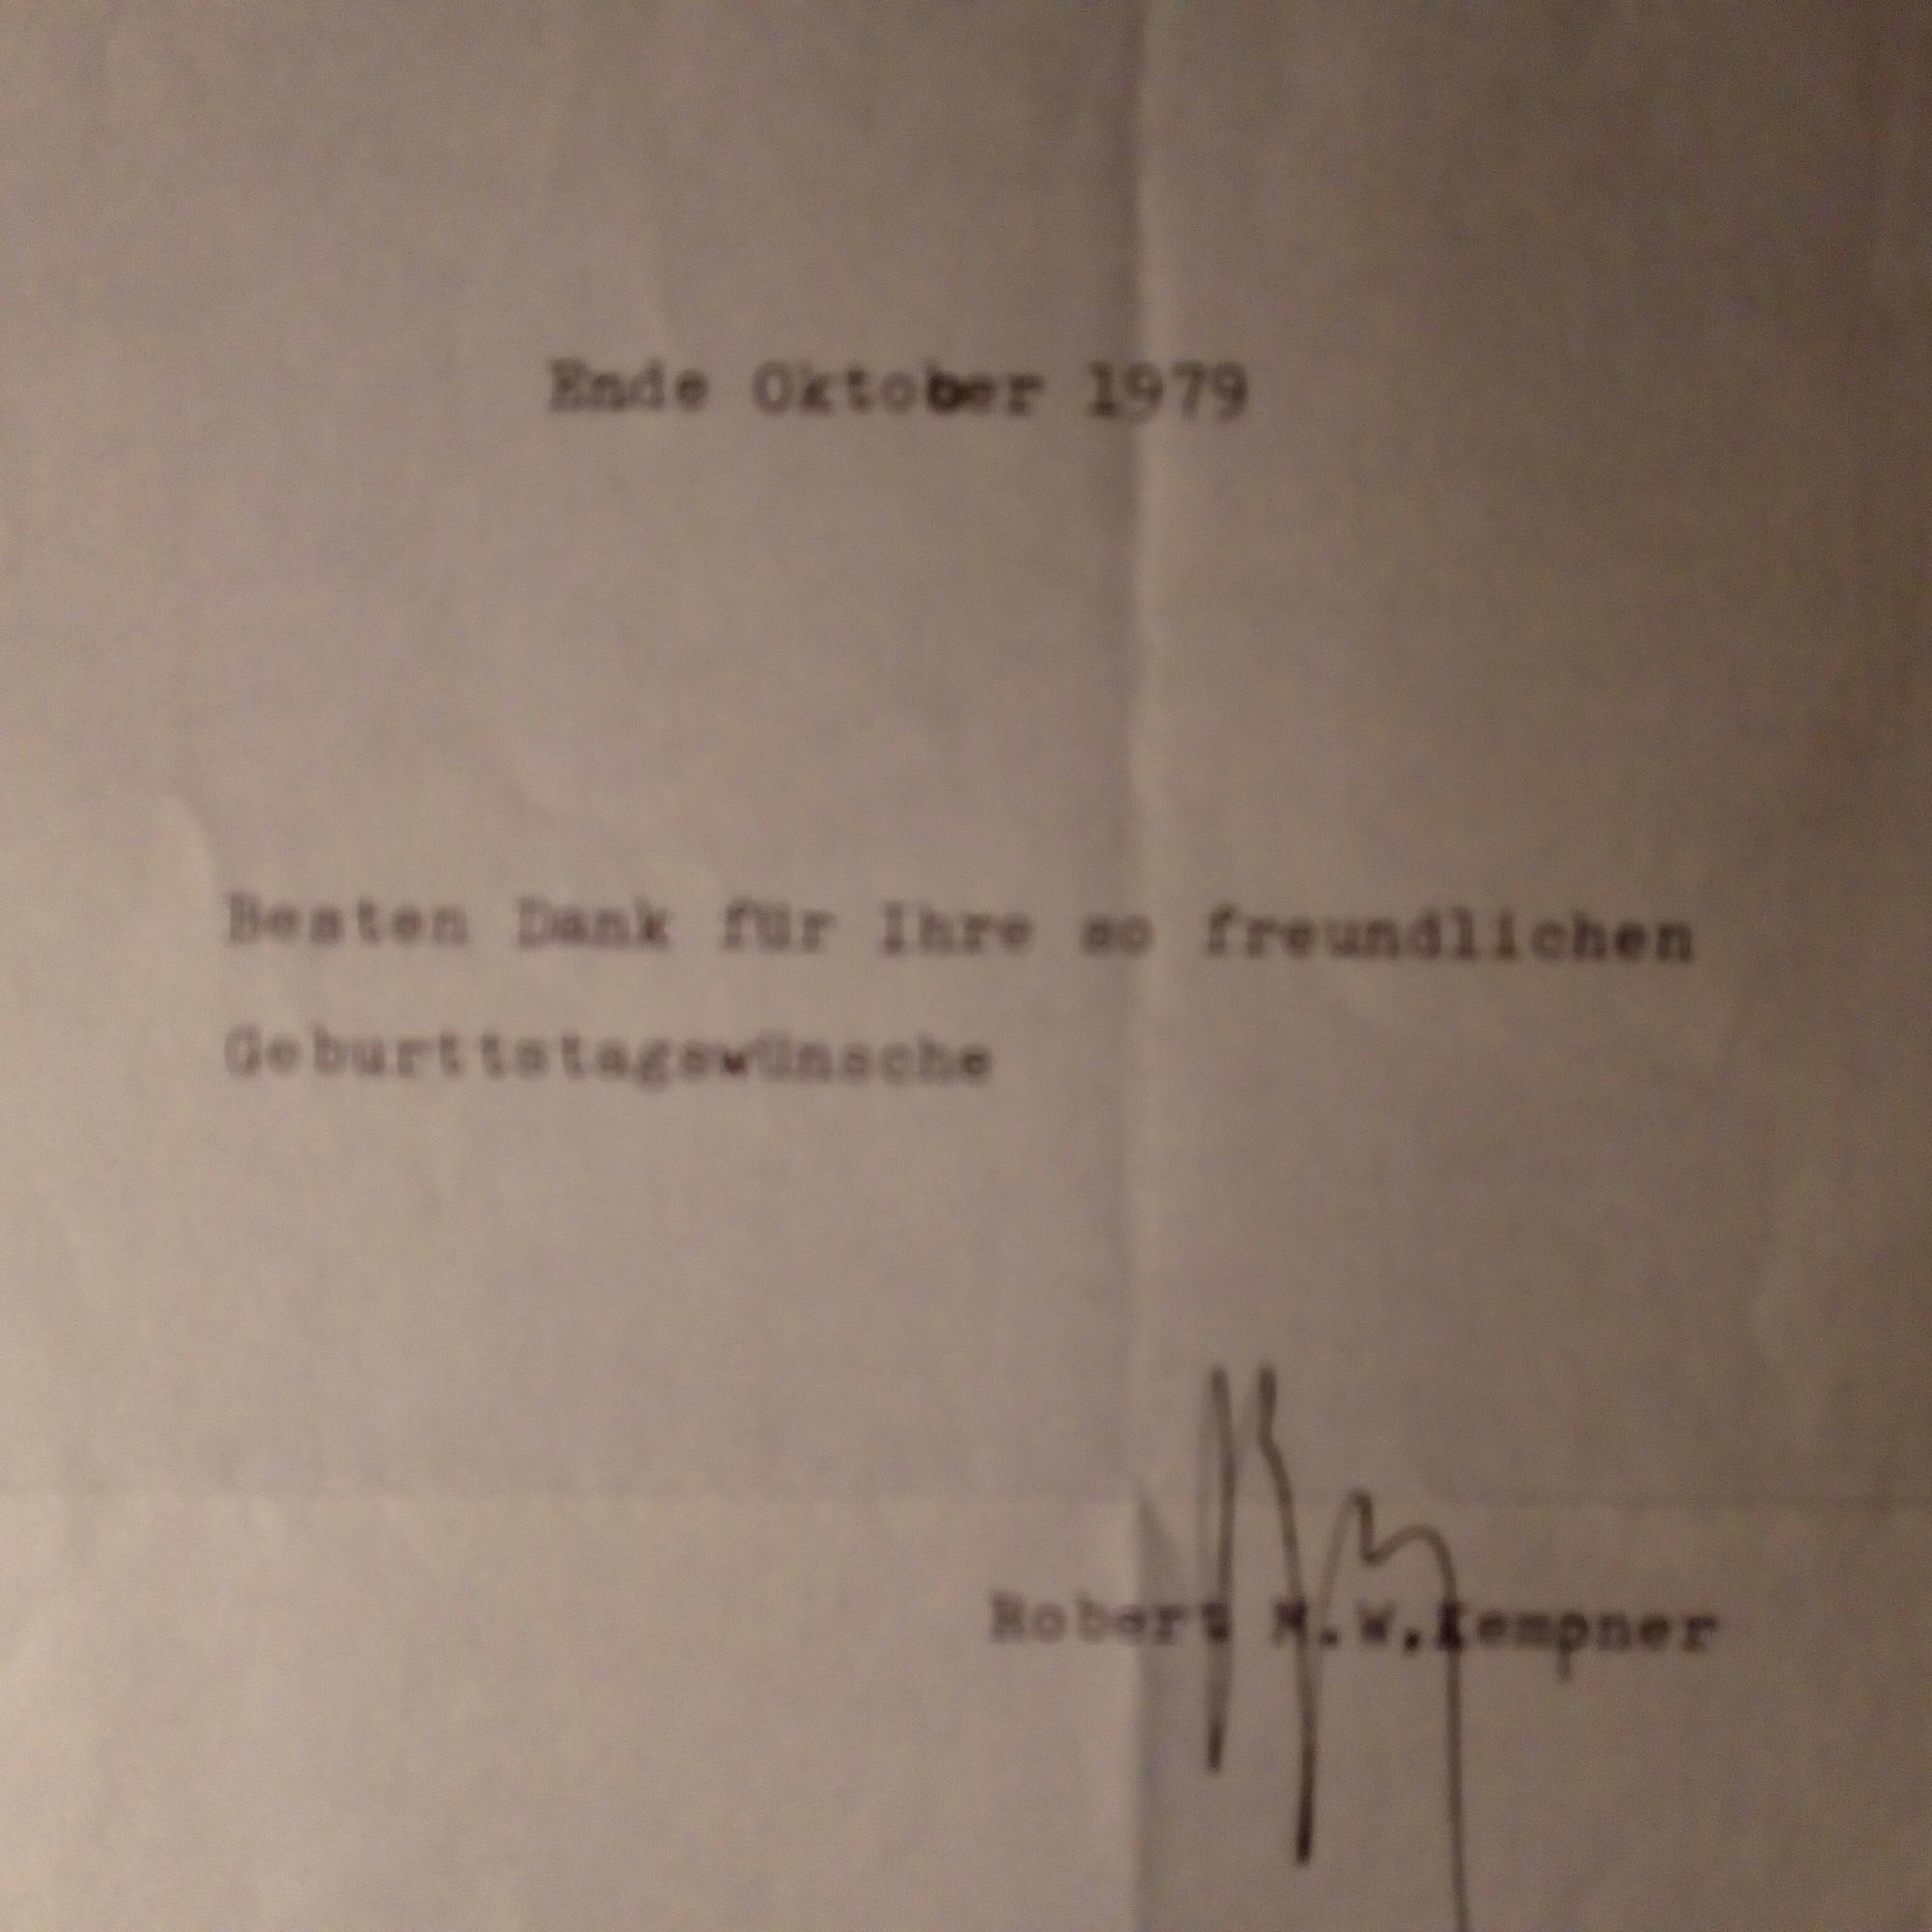 Ende Oktober 1979
Besten Dank für Ihre so freundlichen
Geburttstagswünsche
Robert M.W.Kempner